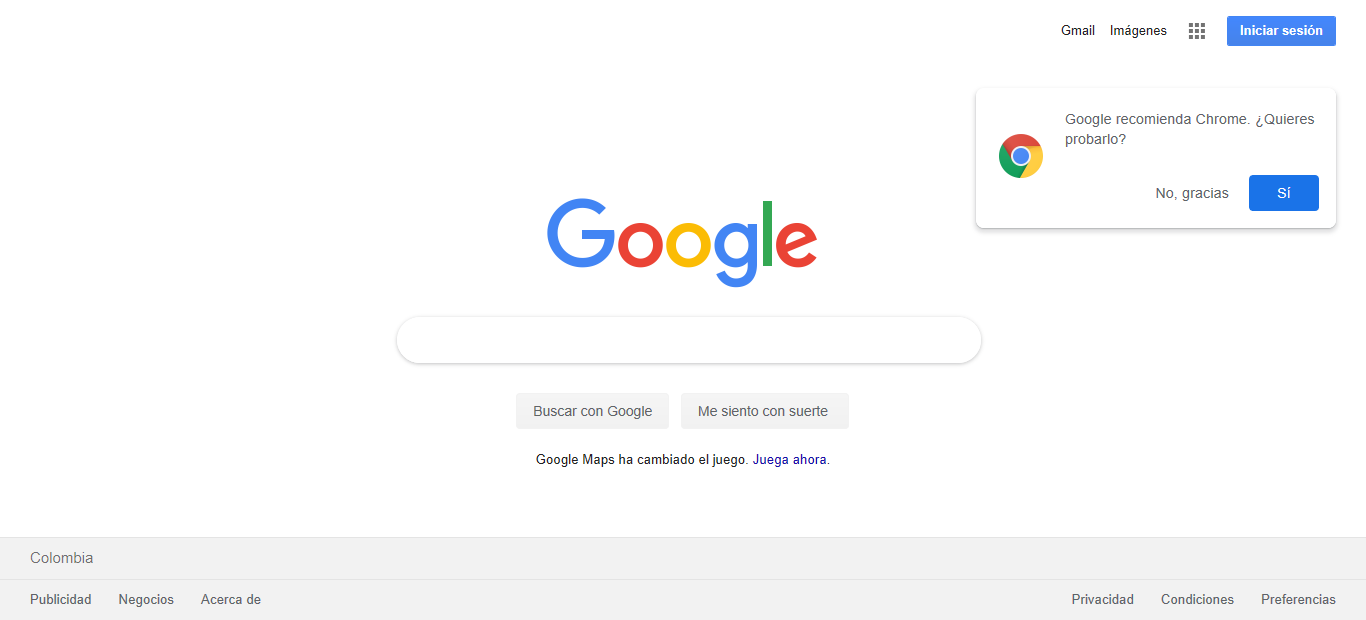 Gmail Imágenes Iniciar sesión
Google recomienda Chrome. ¿Quieres
probarlo?
No, gracias Sí
Google
Buscar con Google Me siento con suerte
Google Maps ha cambiado el juego. Juega ahora.
Colombia
Publicidad Negocios Acerca de Privacidad Condiciones Preferencias